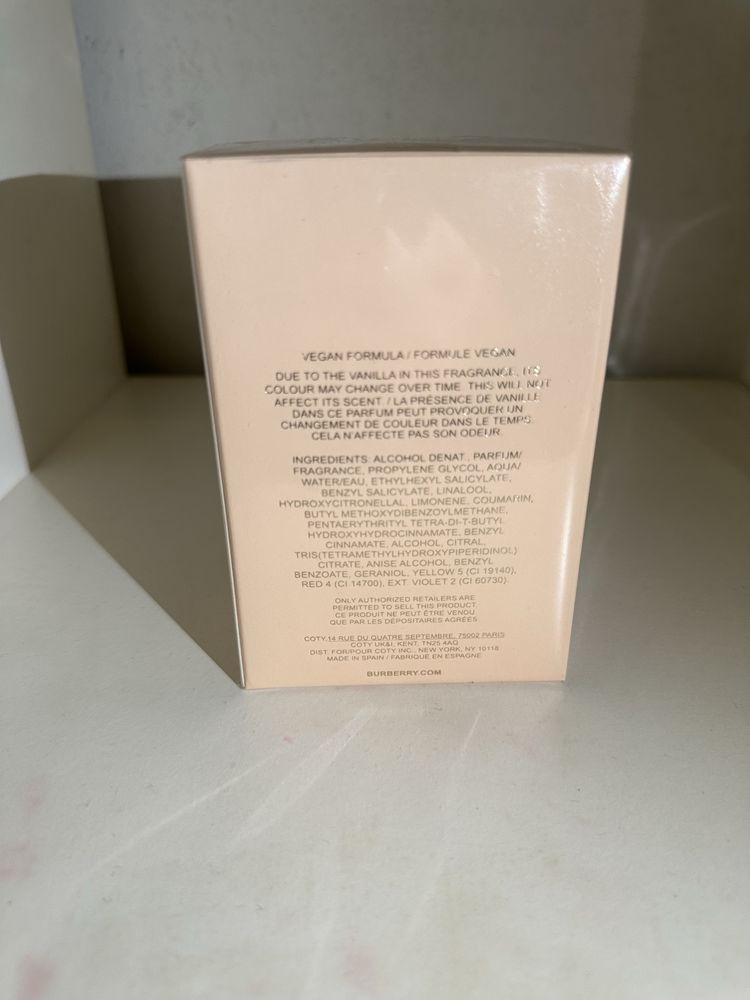 VEGAN FORMULA / FORMULE VEGAN
DUE TO THE VANILLA IN THIS FRAGRANCE, ITS
COLOUR MAY CHANGE OVER TIME. THIS WILL NOT
AFFECT ITS SCENT. / LA PRÉSENCE DE VANILLE
DANS CE PARFUM PEUT PROVOQUER UN
CHANGEMENT DE COULEUR DANS LE TEMPS.
CELA N'AFFECTE PAS SON ODEUR.
INGREDIENTS: ALCOHOL DENAT., PARFUM/
FRAGRANCE, PROPYLENE GLYCOL, AQUA/
WATER/EAU, ETHYLHEXYL SALICYLATE,
BENZYL SALICYLATE, LINALOOL,
HYDROXYCITRONELLAL, LIMONENE, COUMARIN,
BUTYL METHOXYDIBENZOYLMETHANE,
PENTAERYTHRITYL TETRA-DI-T-BUTYL
HYDROXYHYDROCINNAMATE, BENZYL
CINNAMATE, ALCOHOL, CITRAL,
TRIS(TETRAMETHYLHYDROXYPIPERIDINOL)
CITRATE, ANISE ALCOHOL, BENZYL
BENZOATE, GERANIOL, YELLOW 5 (CI 19140),
RED 4 (CI 14700), EXT. VIOLET 2 (CI 60730).
ONLY AUTHORIZED RETAILERS ARE
PERMITTED TO SELL THIS PRODUCT.
CE PRODUIT NE PEUT ÊTRE VENDU
QUE PAR LES DÉPOSITAIRES AGRÉÉS
COTY,14 RUE DU QUATRE SEPTEMBRE, 75002 PARIS
COTY UK&I, KENT, TN25 4AQ
DIST. FOR/POUR COTY INC., NEW YORK, NY 10118
MADE IN SPAIN / FABRIQUÉ EN ESPAGNE
BURBERRY.COM